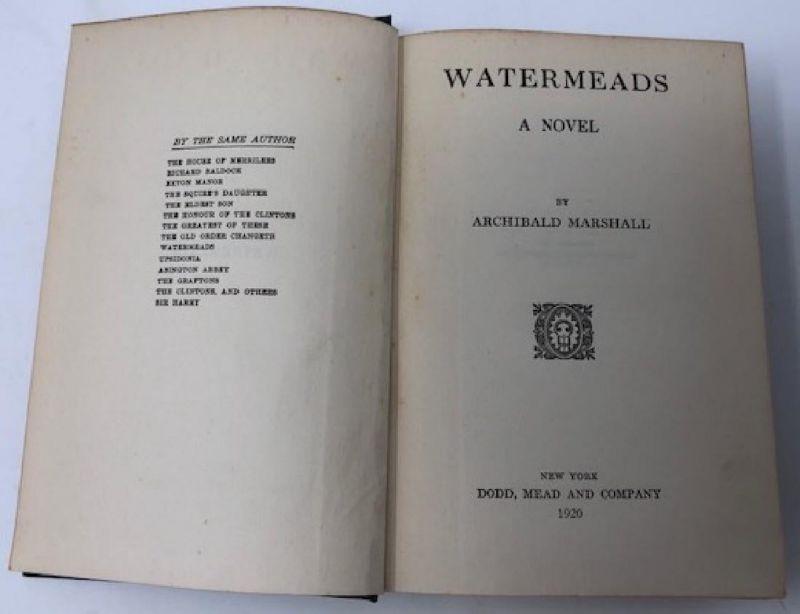 BY THE SAME AUTHOR
THE HOUSE OF MERRILEES
RICHARD BALDOCK
EXTON MANOR
THE SQUIRE'S DAUGHTER
THE ELDEST SON
THE HONOUR OF THE CLINTONS
THE GREATEST OF THESE
THE OLD ORDER CHANGETH
WATERMEADS
UPSIDONIA
ABINGTON ABBEY
THE GRAFTONS
THE CLINTONS, AND OTHERS
SIR HARRY
WATERMEADS
A NOVEL
BY
ARCHIBALD MARSHALL
NEW YORK
DODD, MEAD AND COMPANY
1920